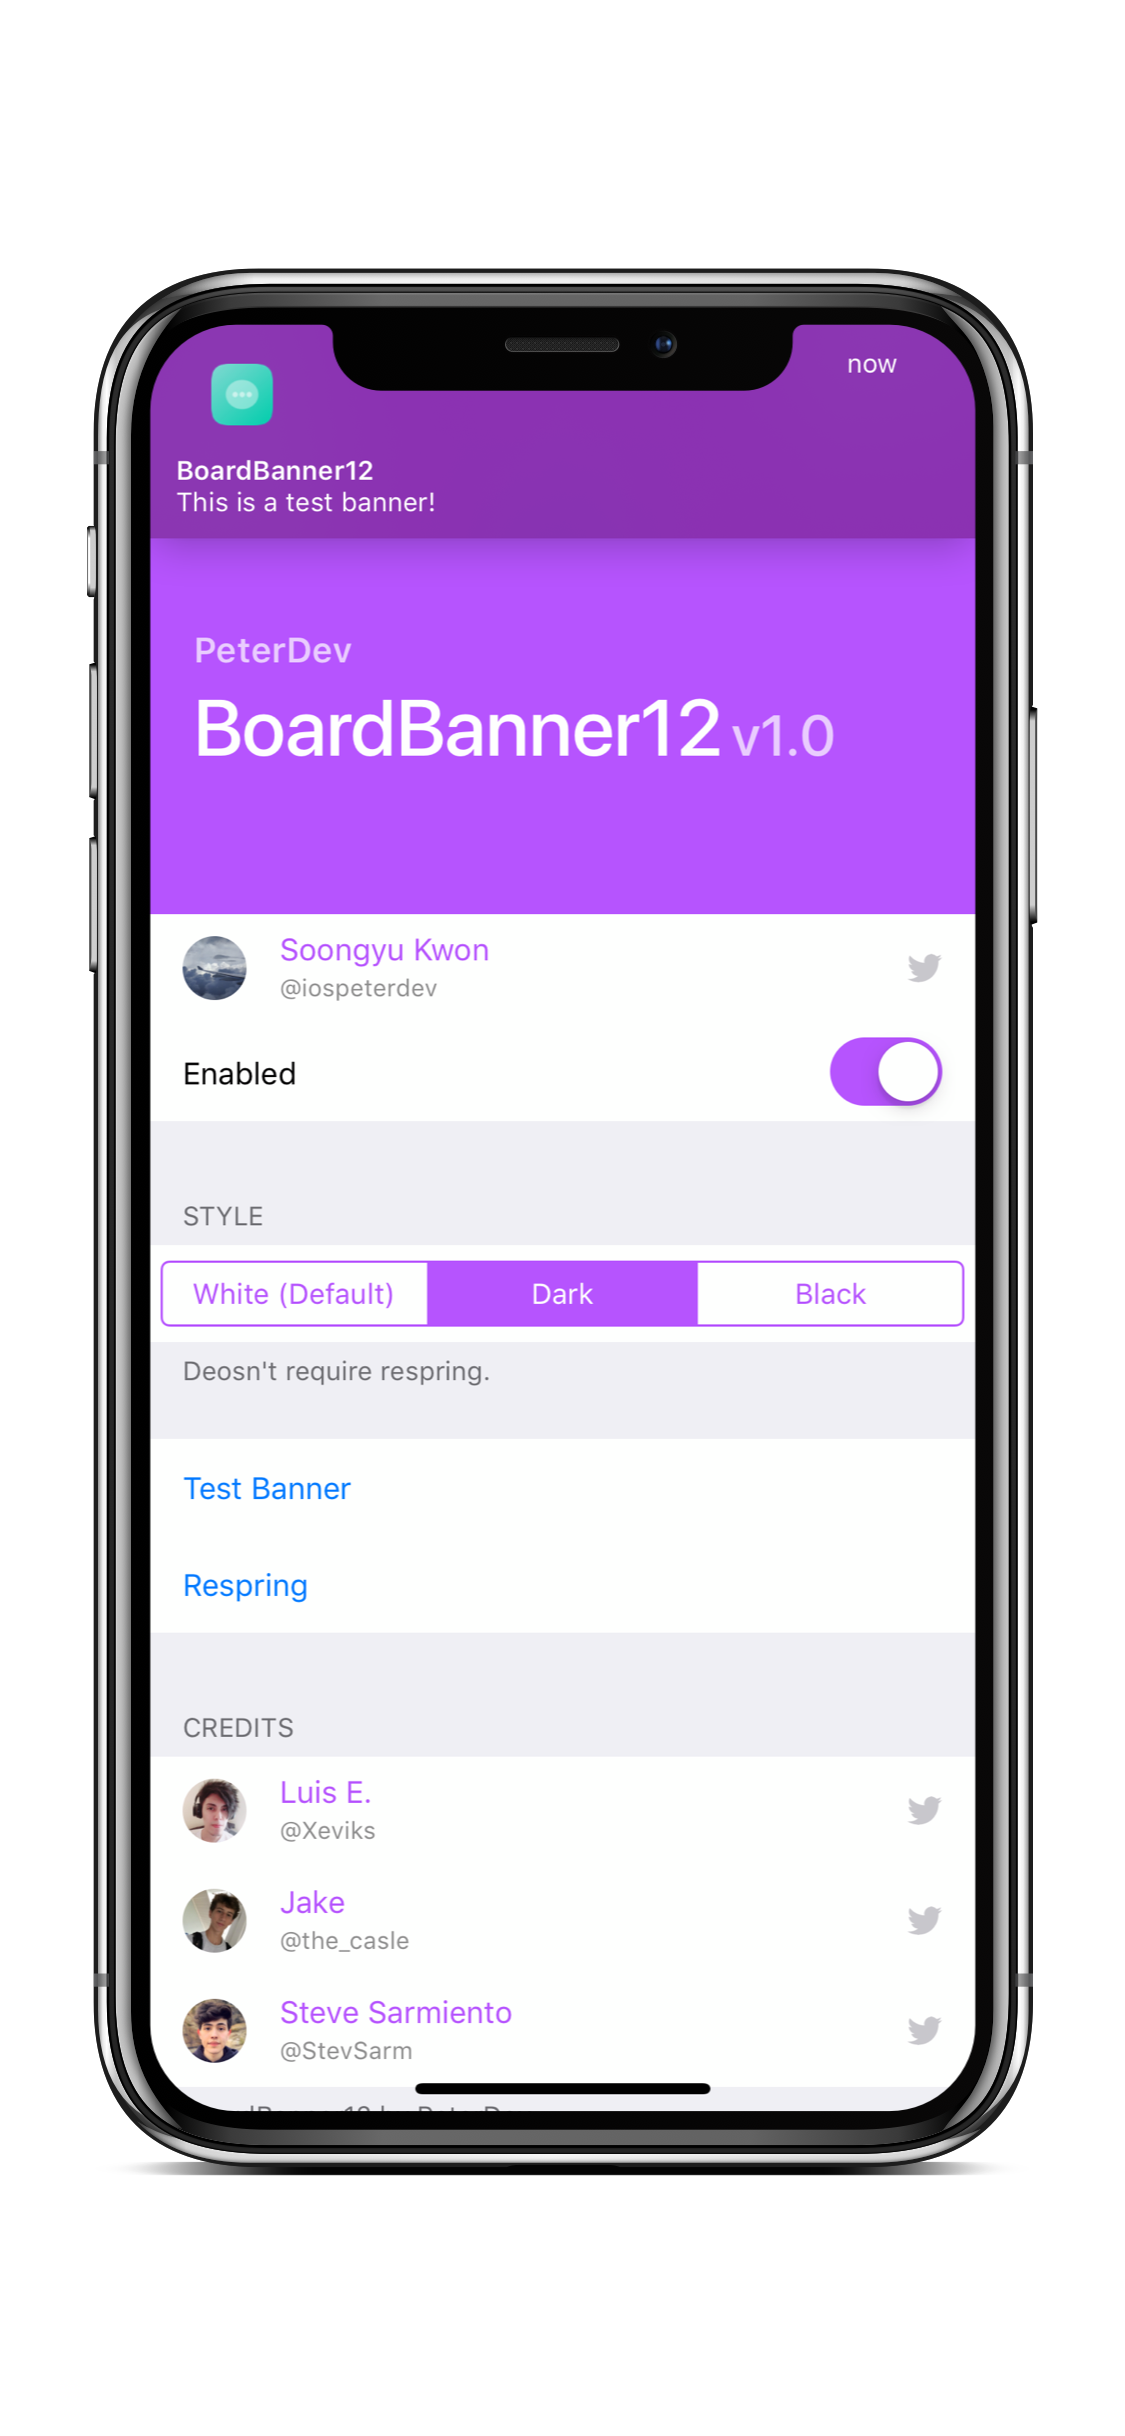 now
BoardBanner12
This is a test banner!
PeterDev
BoardBanner12 v1.0
Soongyu Kwon
@iospeterdev
Enabled
STYLE
White (Default) Dark Black
Deosn't require respring.
Test Banner
Respring
CREDITS
Luis E.
@Xeviks
Jake
@the_casle
Steve Sarmiento
@StevSarm